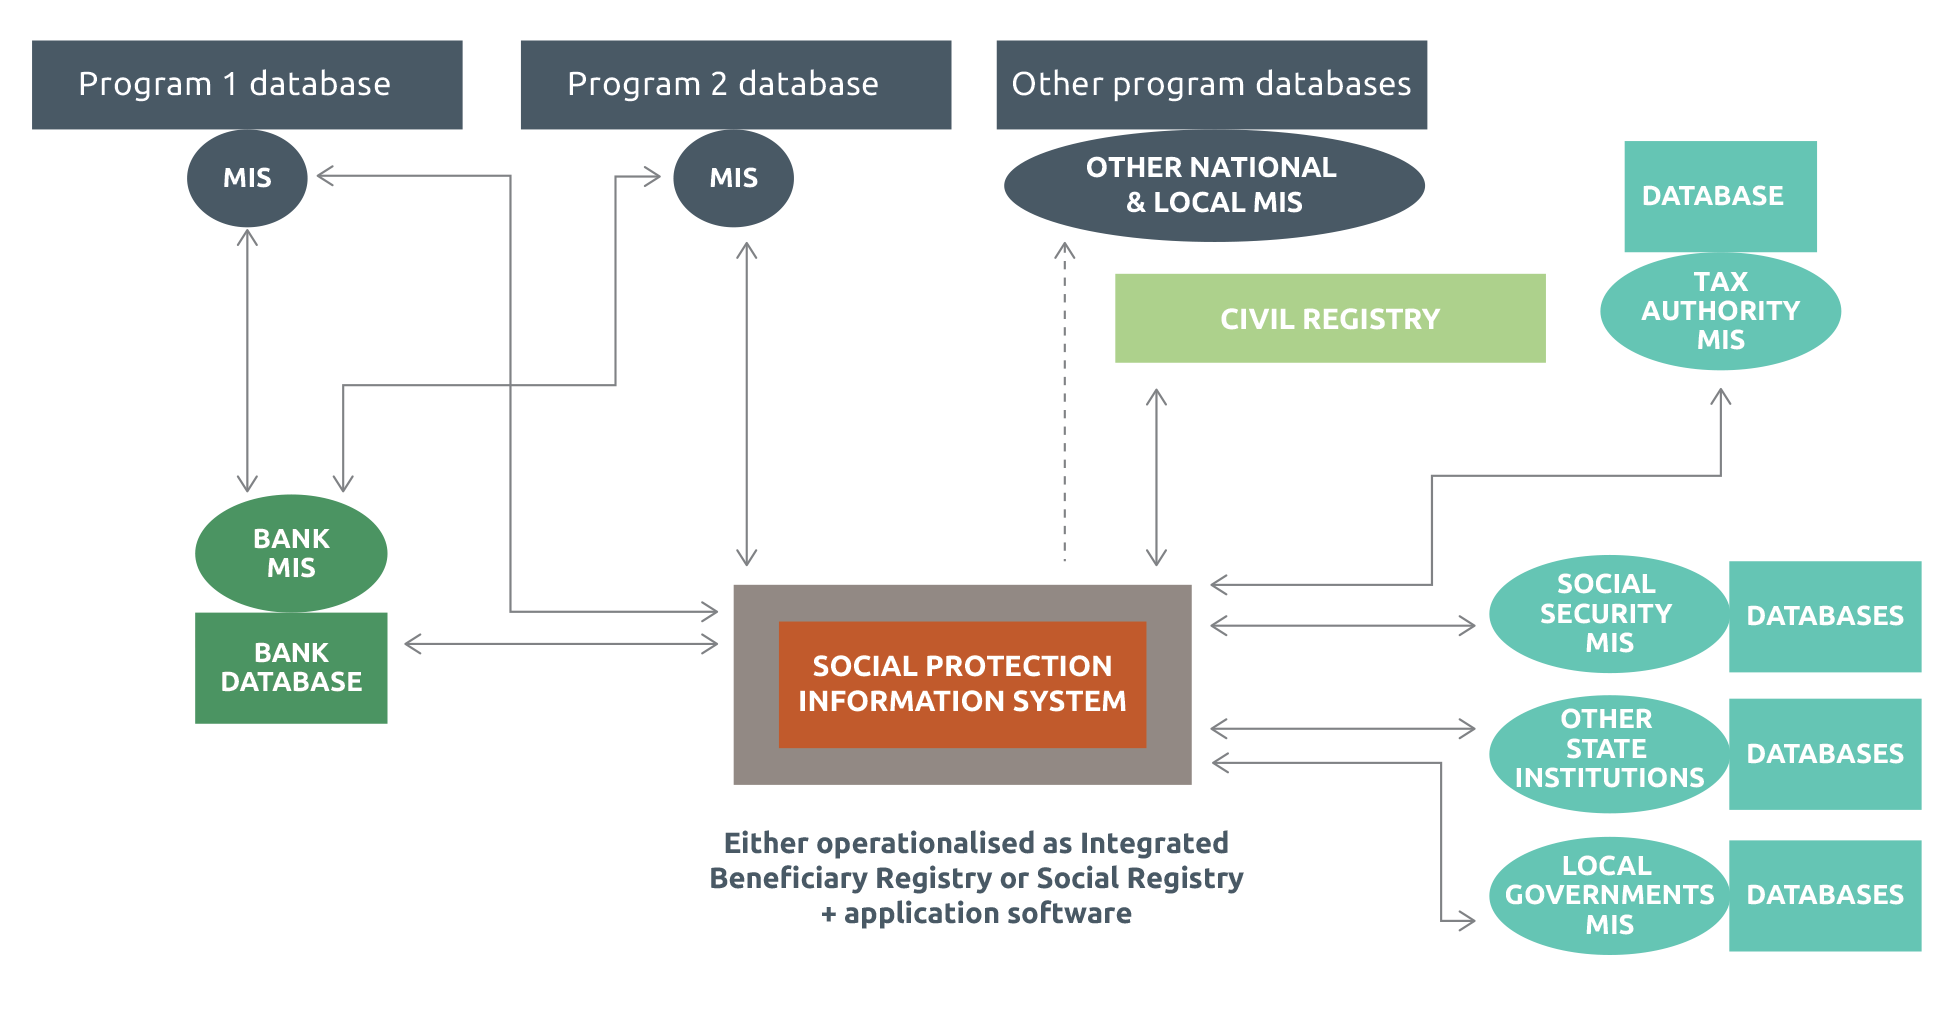 Program 1 database
Program 2 database
Other program databases
MIS
MIS
OTHER NATIONAL
& LOCAL MIS
DATABASE
TAX
AUTHORITY
MIS
CIVIL REGISTRY
BANK
MIS
BANK
DATABASE
SOCIAL PROTECTION
INFORMATION SYSTEM
SOCIAL
SECURITY
MIS
DATABASES
OTHER
STATE
INSTITUTIONS
DATABASES
LOCAL
GOVERNMENTS
MIS
DATABASES
Either operationalised as Integrated
Beneficiary Registry or Social Registry
+ application software